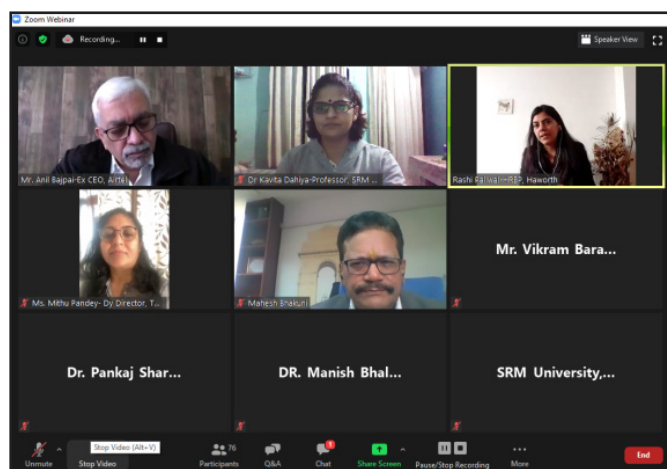 Zoom Webinar
Recording...
Speaker View
Mr. Anil Bajpai-Ex CEO, Airtel
Dr Kavita Dahiya-Professor, SRM ...
Rashi Paliwal - HRBP, Haworth
Ms. Mithu Pandey- Dy Director, T...
Mahesh Bhakuni
Mr. Vikram Bara...
Dr. Pankaj Shar...
DR. Manish Bhal...
SRM University,...
Stop Video (Alt+V)
76
1
Unmute
Stop Video
Participants
Q&A
Chat
Share Screen
Pause/Stop Recording
More
End